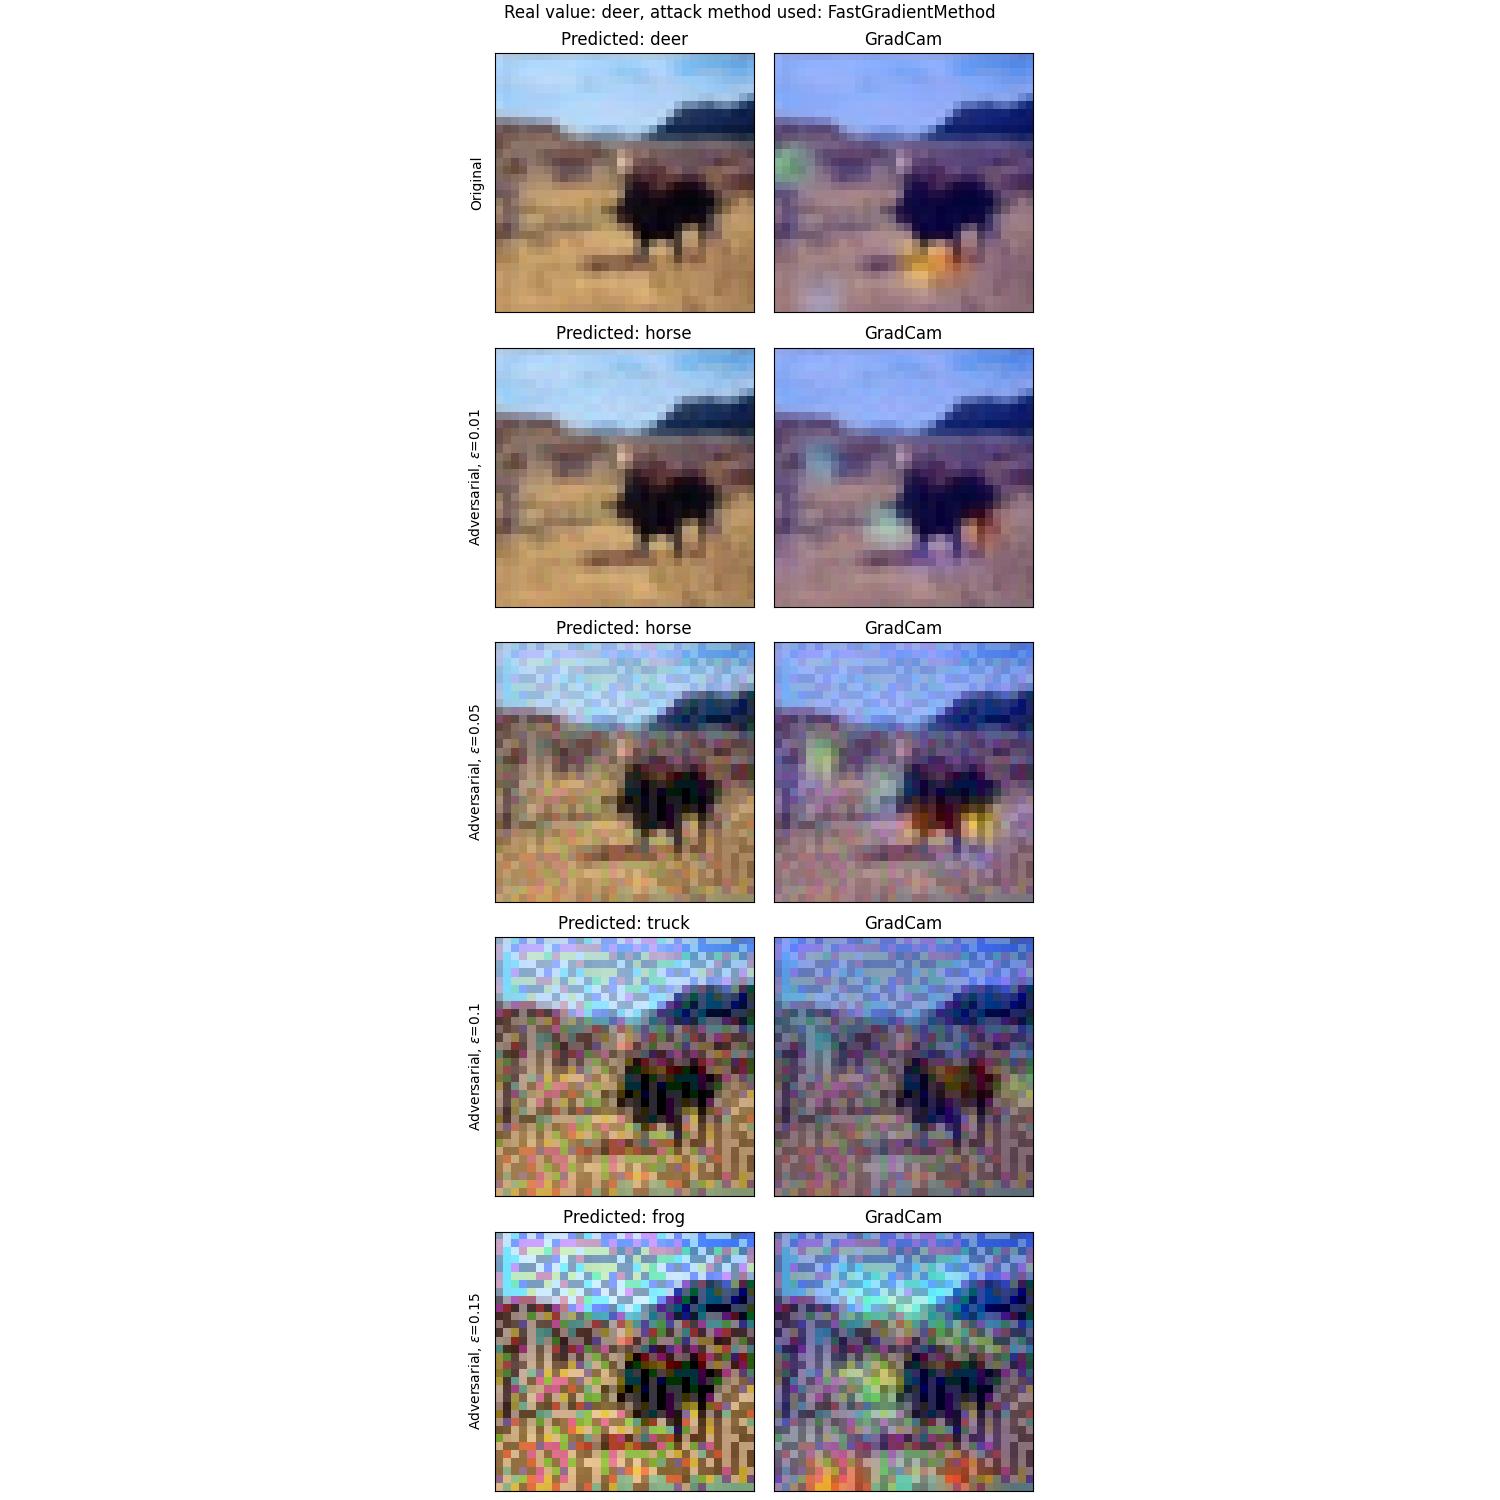 Real value: deer, attack method used: FastGradientMethod
Predicted: deer
GradCam
Original
Predicted: horse
GradCam
Adversarial, ε=0.01
Predicted: horse
GradCam
Adversarial, ε=0.05
Predicted: truck
GradCam
Adversarial, ε=0.1
Predicted: frog
GradCam
Adversarial, ε=0.15